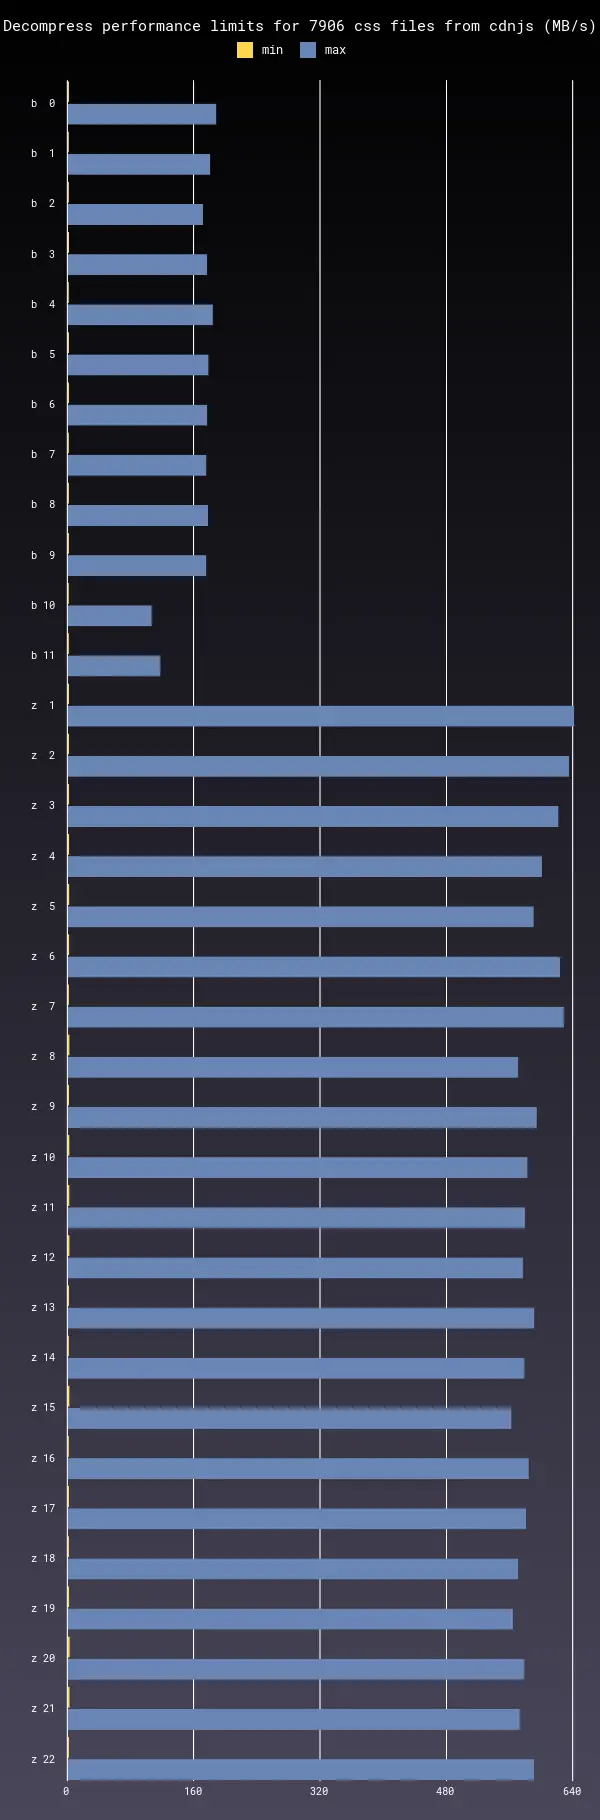 Decompress performance limits for 7906 css files from cdnjs (MB/s)
min max
b 0
b 1
b 2
b 3
b 4
b 5
b 6
b 7
b 8
b 9
b 10
b 11
z 1
z 2
z 3
z 4
z 5
z 6
z 7
z 8
z 9
z 10
z 11
z 12
z 13
z 14
z 15
z 16
z 17
z 18
z 19
z 20
z 21
z 22
0 160 320 480 640